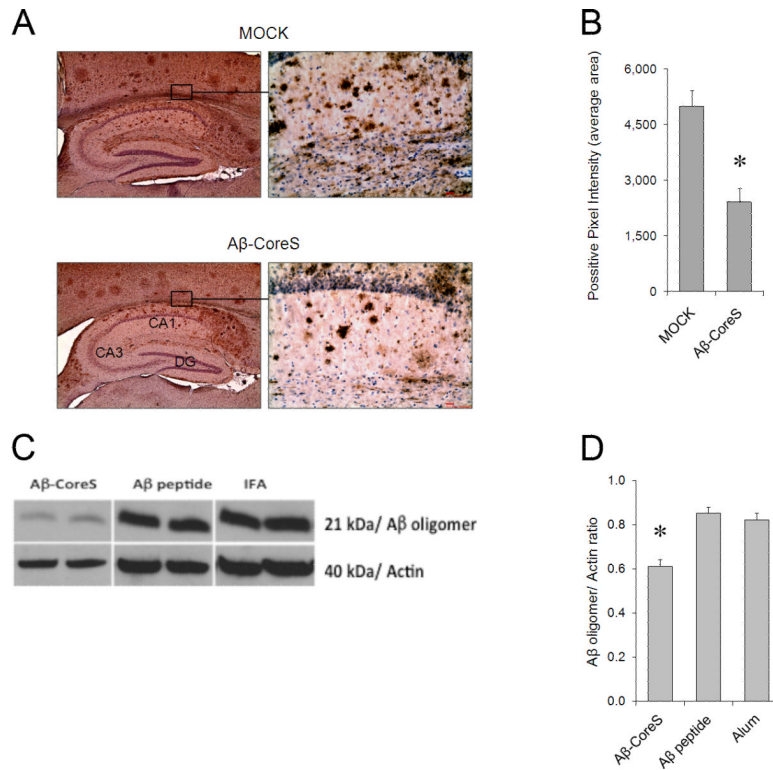 A
MOCK
Aβ-CoreS
CA1
CA3
DG
B
Possitive Pixel Intensity (average area)
6,000
4,500
3,000
1,500
0
*
MOCK
Aβ-CoreS
C
Aβ-CoreS Aβ peptide IFA
21 kDa/ Aβ oligomer
40 kDa/ Actin
D
Aβ oligomer/ Actin ratio
1.0
0.8
0.6
0.4
0.2
0.0
*
Aβ-CoreS
Aβ peptide
Alum